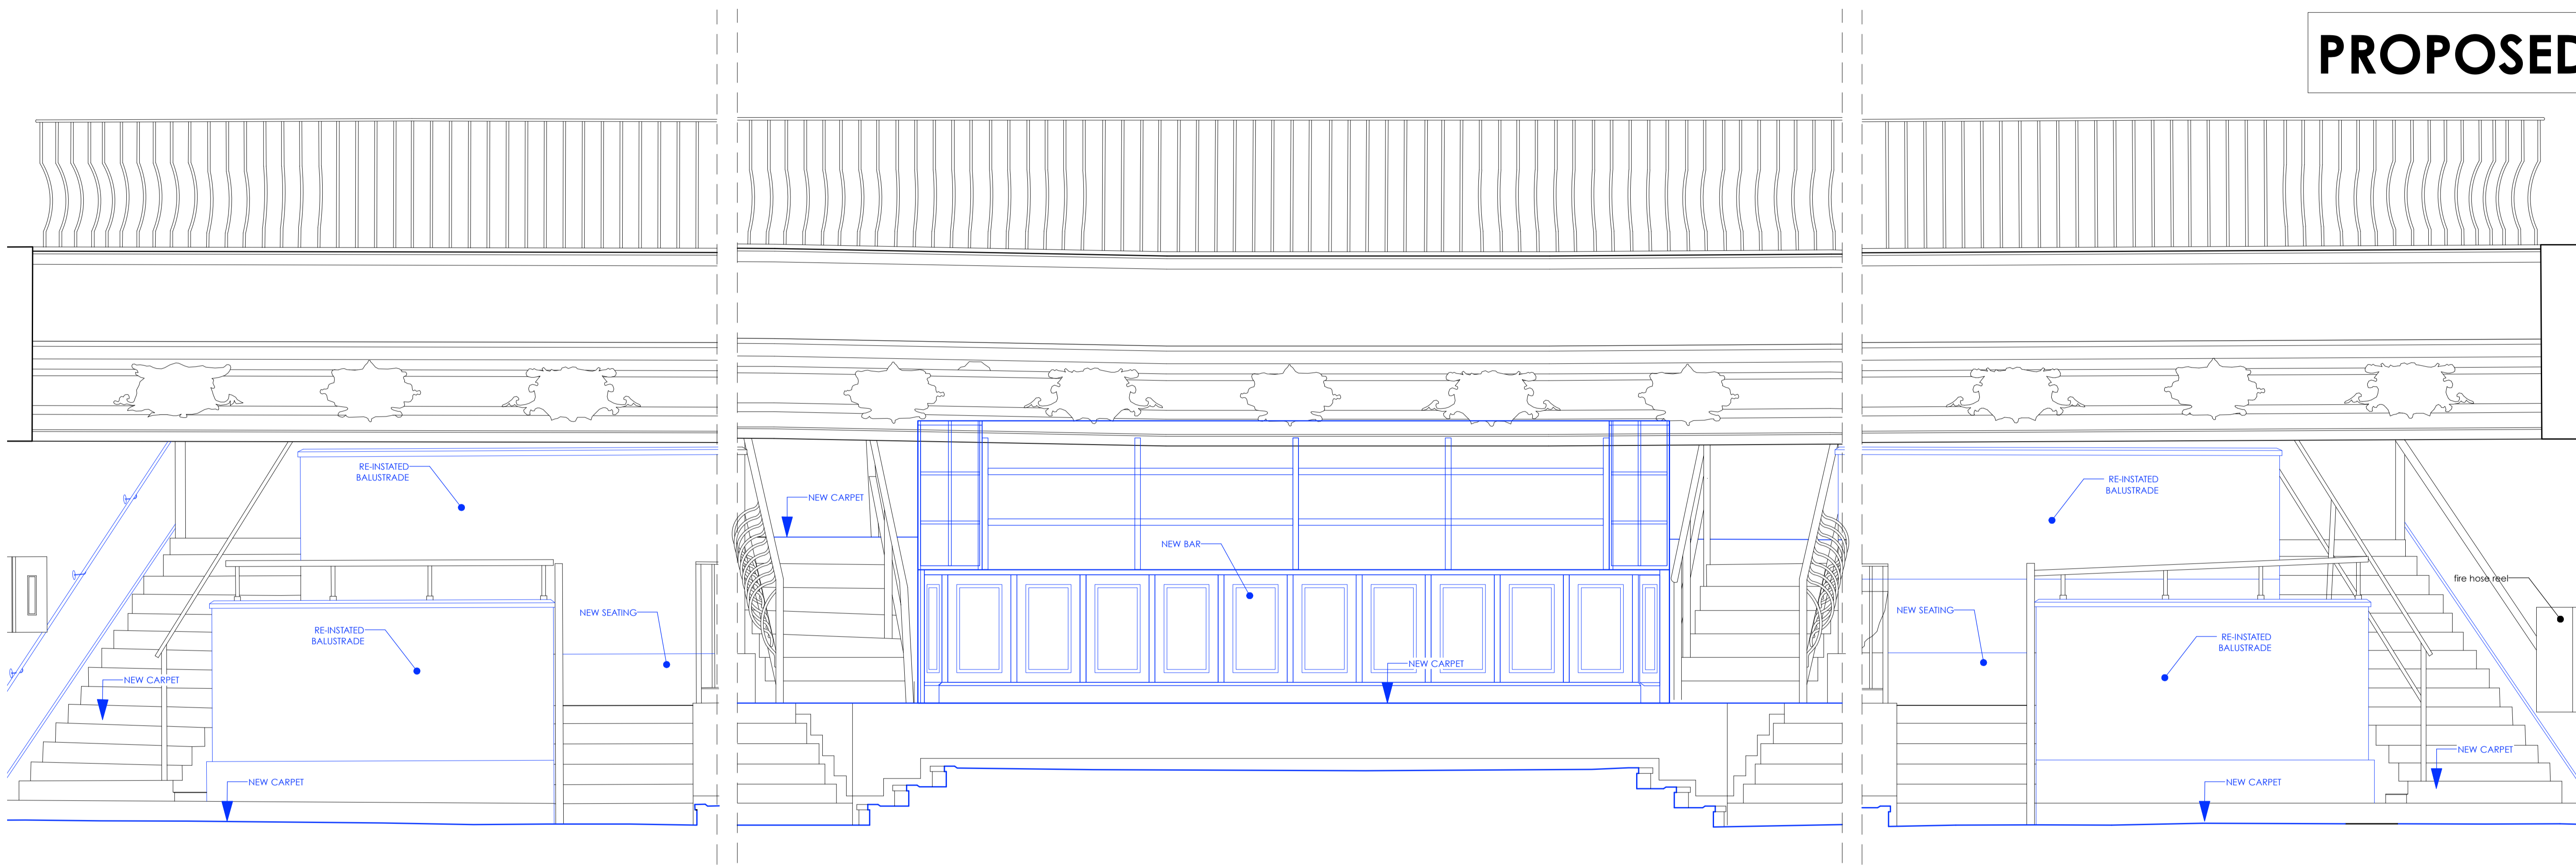 PROPOSED
RE-INSTATED
BALUSTRADE
NEW CARPET
RE-INSTATED
BALUSTRADE
NEW BAR
fire hose reel
NEW SEATING
NEW SEATING
RE-INSTATED
BALUSTRADE
RE-INSTATED
BALUSTRADE
NEW CARPET
NEW CARPET
NEW CARPET
NEW CARPET
NEW CARPET